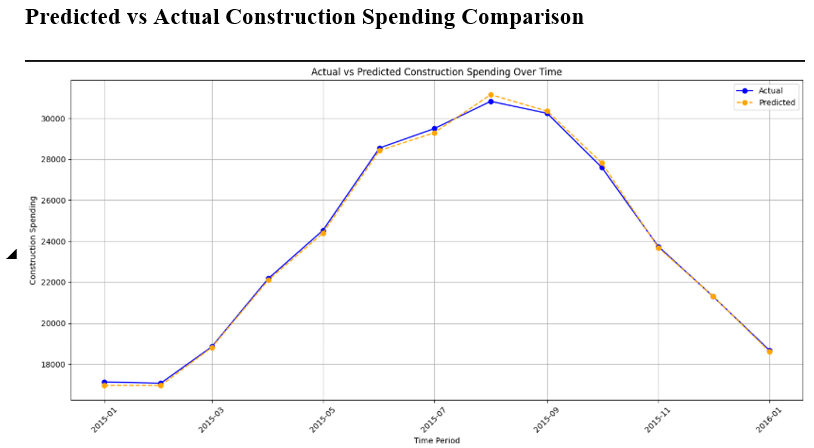 Predicted vs Actual Construction Spending Comparison
Actual vs Predicted Construction Spending Over Time
Actual
Predicted
30000
28000
26000
24000
22000
20000
18000
Construction Spending
2015-01
2015-03
2015-05
2015-07
2015-09
2015-11
2016-01
Time Period